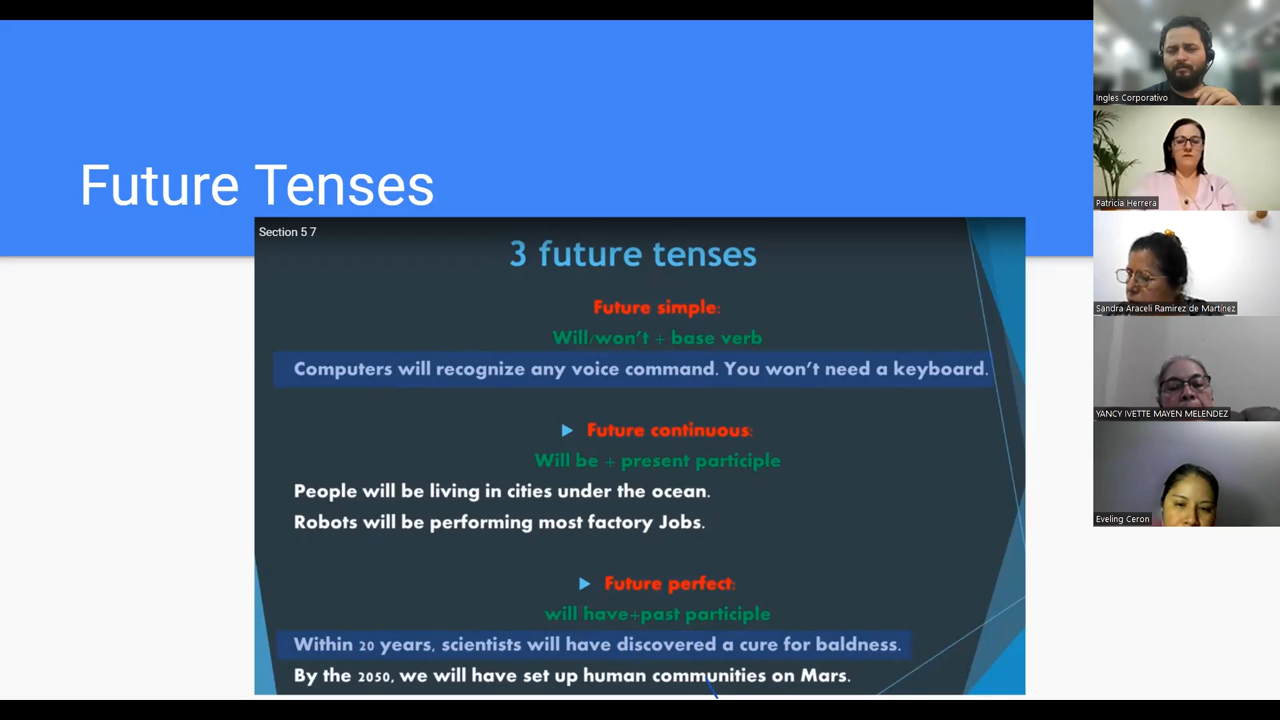 Future Tenses
Section 5 7
3 future tenses
Future simple:
Will/won't + base verb
Computers will recognize any voice command. You won't need a keyboard.
Future continuous:
Will be + present participle
People will be living in cities under the ocean.
Robots will be performing most factory Jobs.
Future perfect:
will have+past participle
Within 20 years, scientists will have discovered a cure for baldness.
By the 2050, we will have set up human communities on Mars.
Ingles Corporativo
Patricia Herrera
Sandra Araceli Ramirez de Martinez
YANCY IVETTE MAYEN MELENDEZ
Eveling Ceron